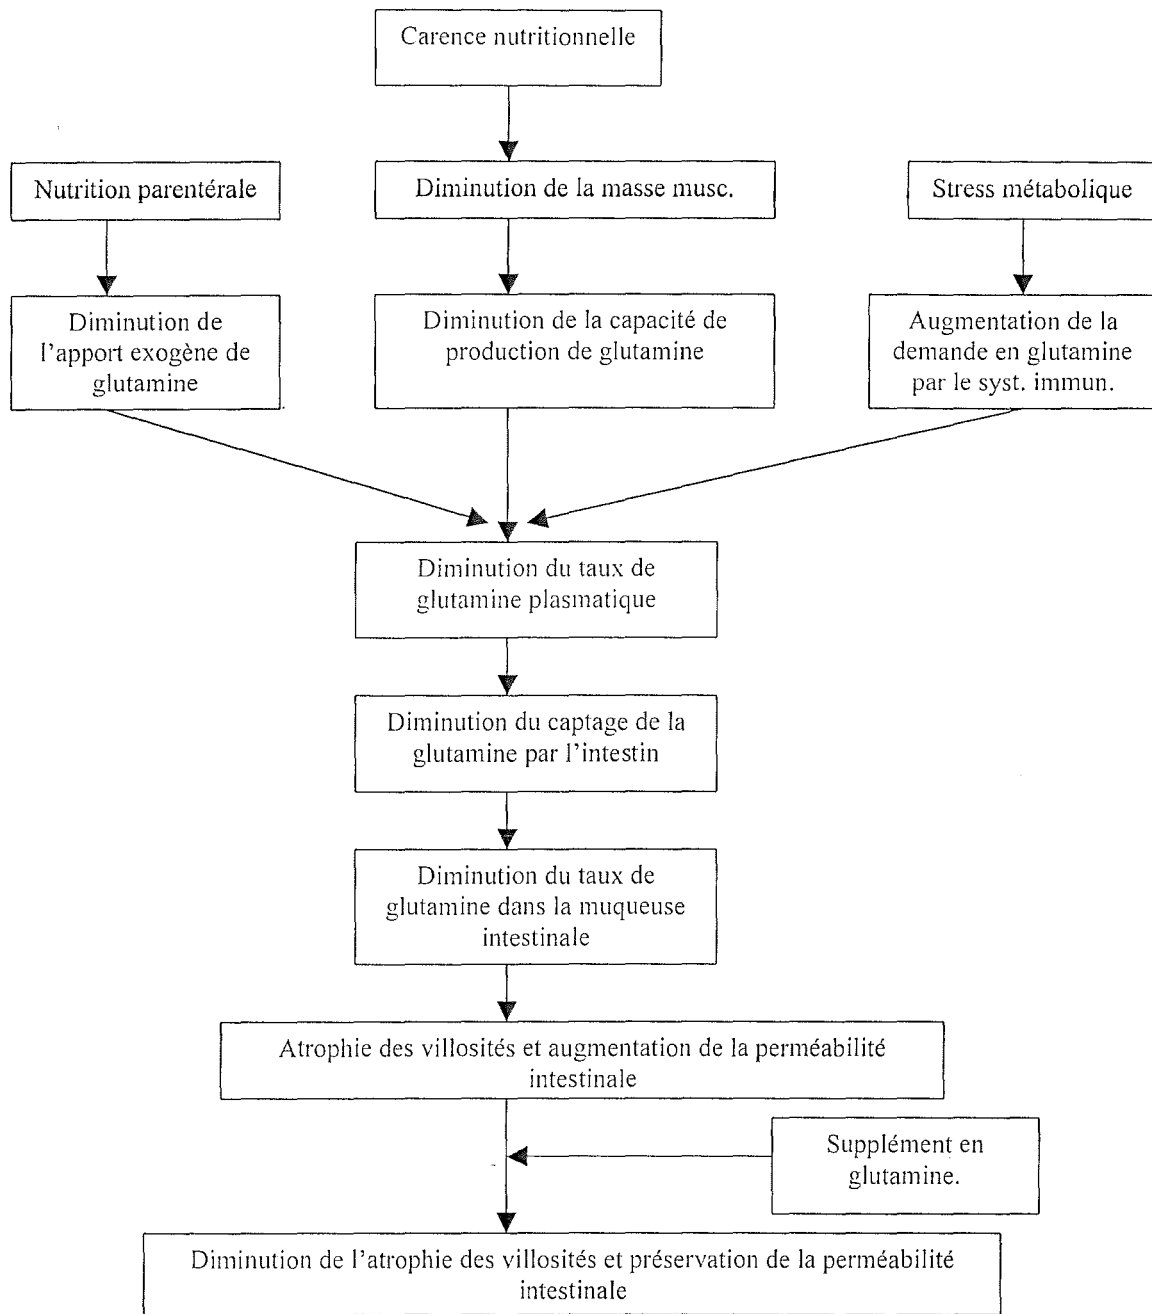 Carence nutritionnelle
Nutrition parentérale
Diminution de la masse musc.
Stress métabolique
Diminution de
l'apport exogène de
glutamine
Diminution de la capacité de
production de glutamine
Augmentation de la
demande en glutamine
par le syst. immun.
Diminution du taux de
glutamine plasmatique
Diminution du captage de la
glutamine par l'intestin
Diminution du taux de
glutamine dans la muqueuse
intestinale
Atrophie des villosités et augmentation de la perméabilité
intestinale
Supplément en
glutamine.
Diminution de l'atrophie des villosités et préservation de la perméabilité
intestinale